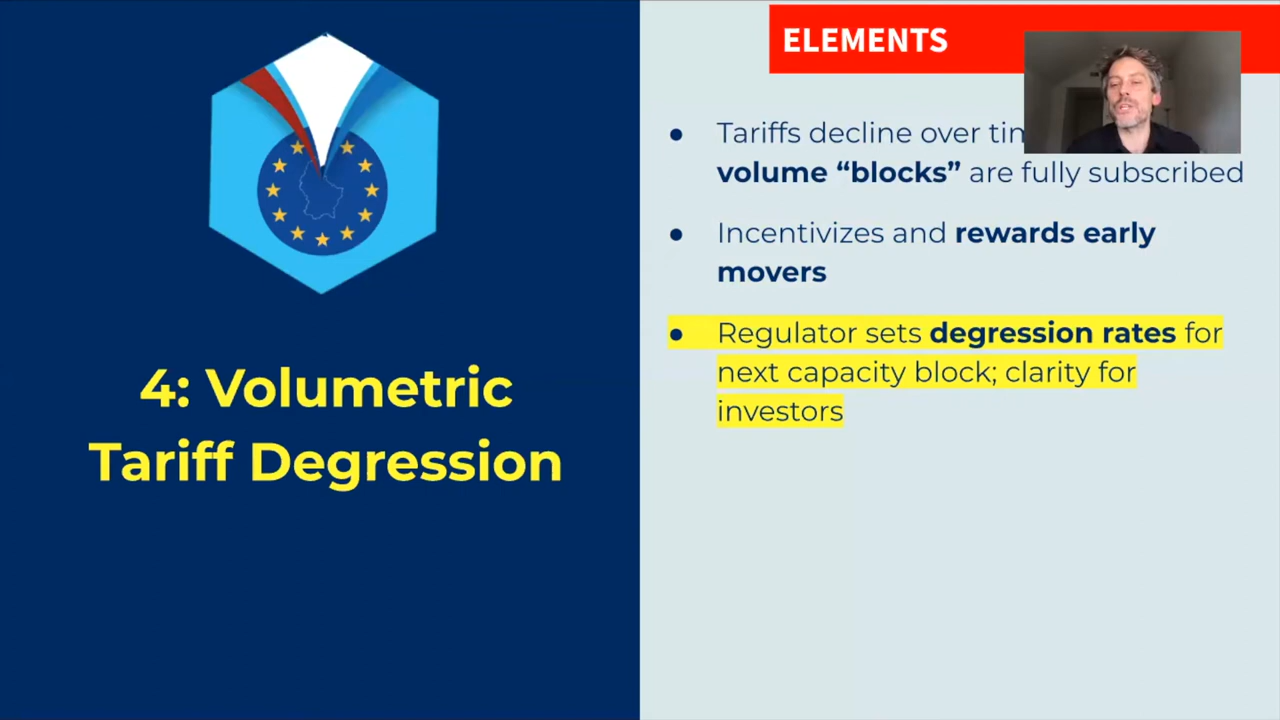 ELEMENTS
Tariffs decline over
volume “blocks” are fully subscribed
Incentivizes and rewards early
movers
Regulator sets degression rates for
next capacity block; clarity for
investors
4: Volumetric
Tariff Degression